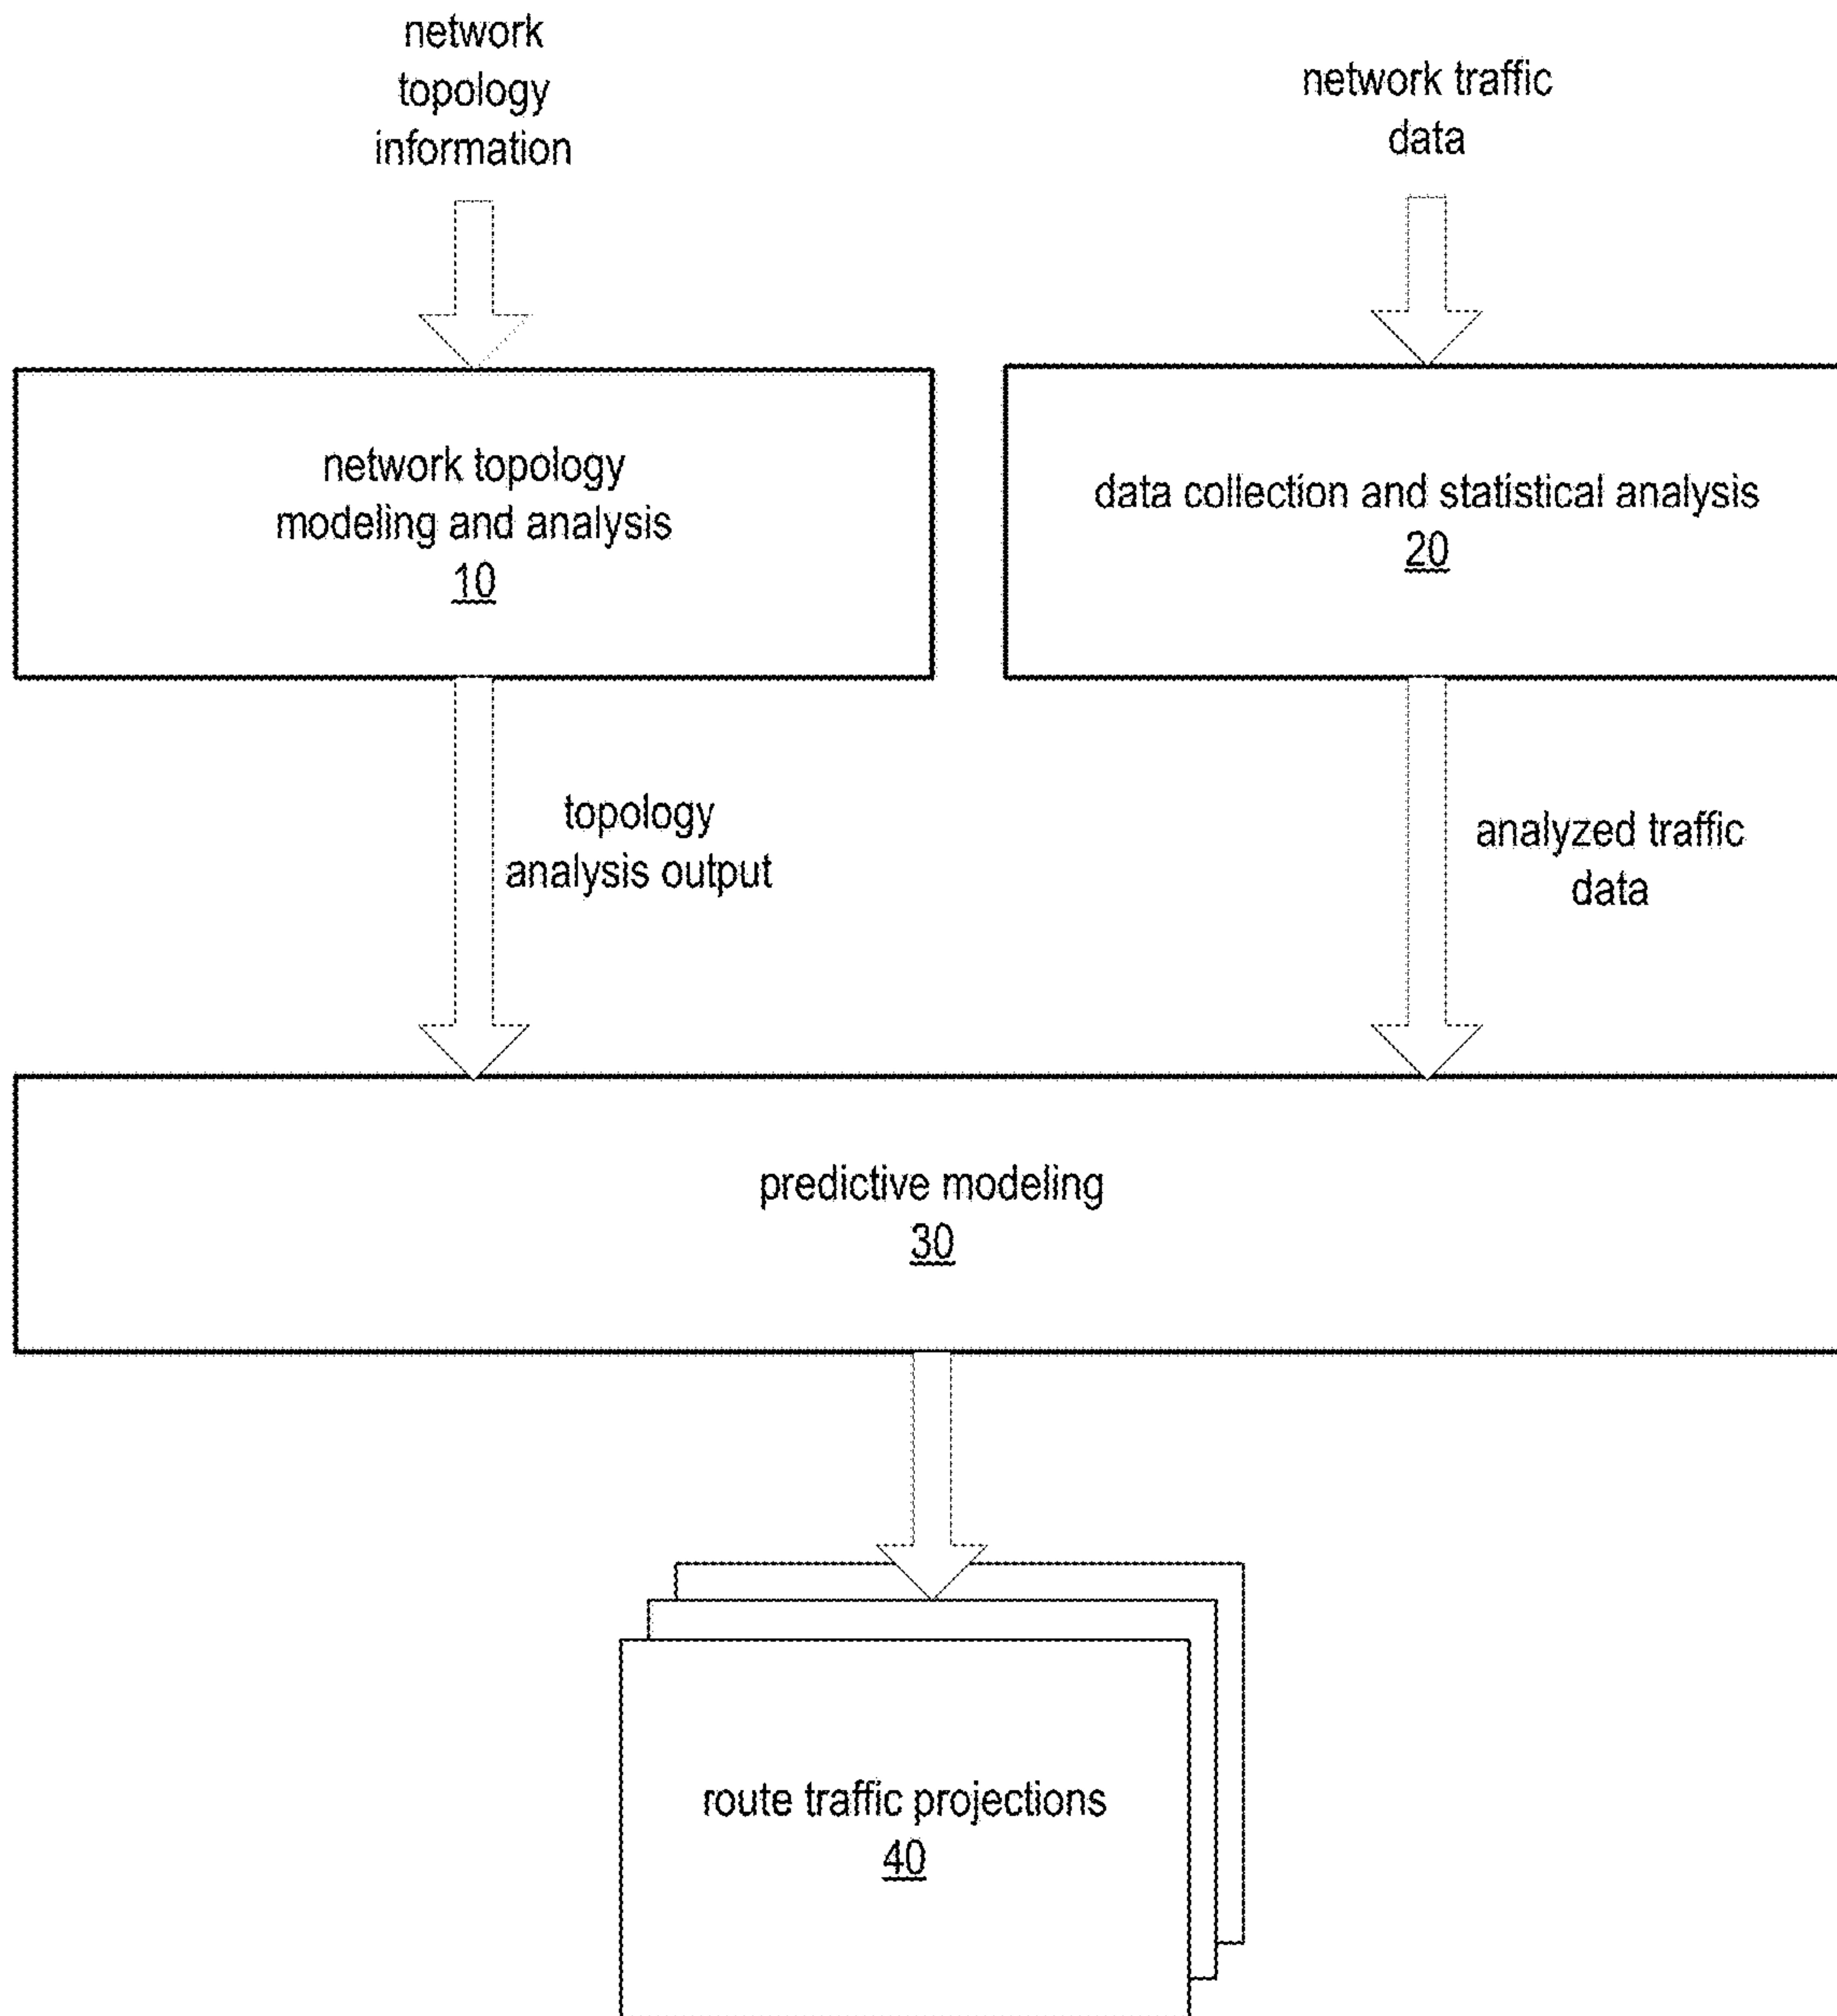 network
topology
information
network traffic
data
network topology
modeling and analysis
10
data collection and statistical analysis
20
topology
analysis output
analyzed traffic
data
predictive modeling
30
route traffic projections
40